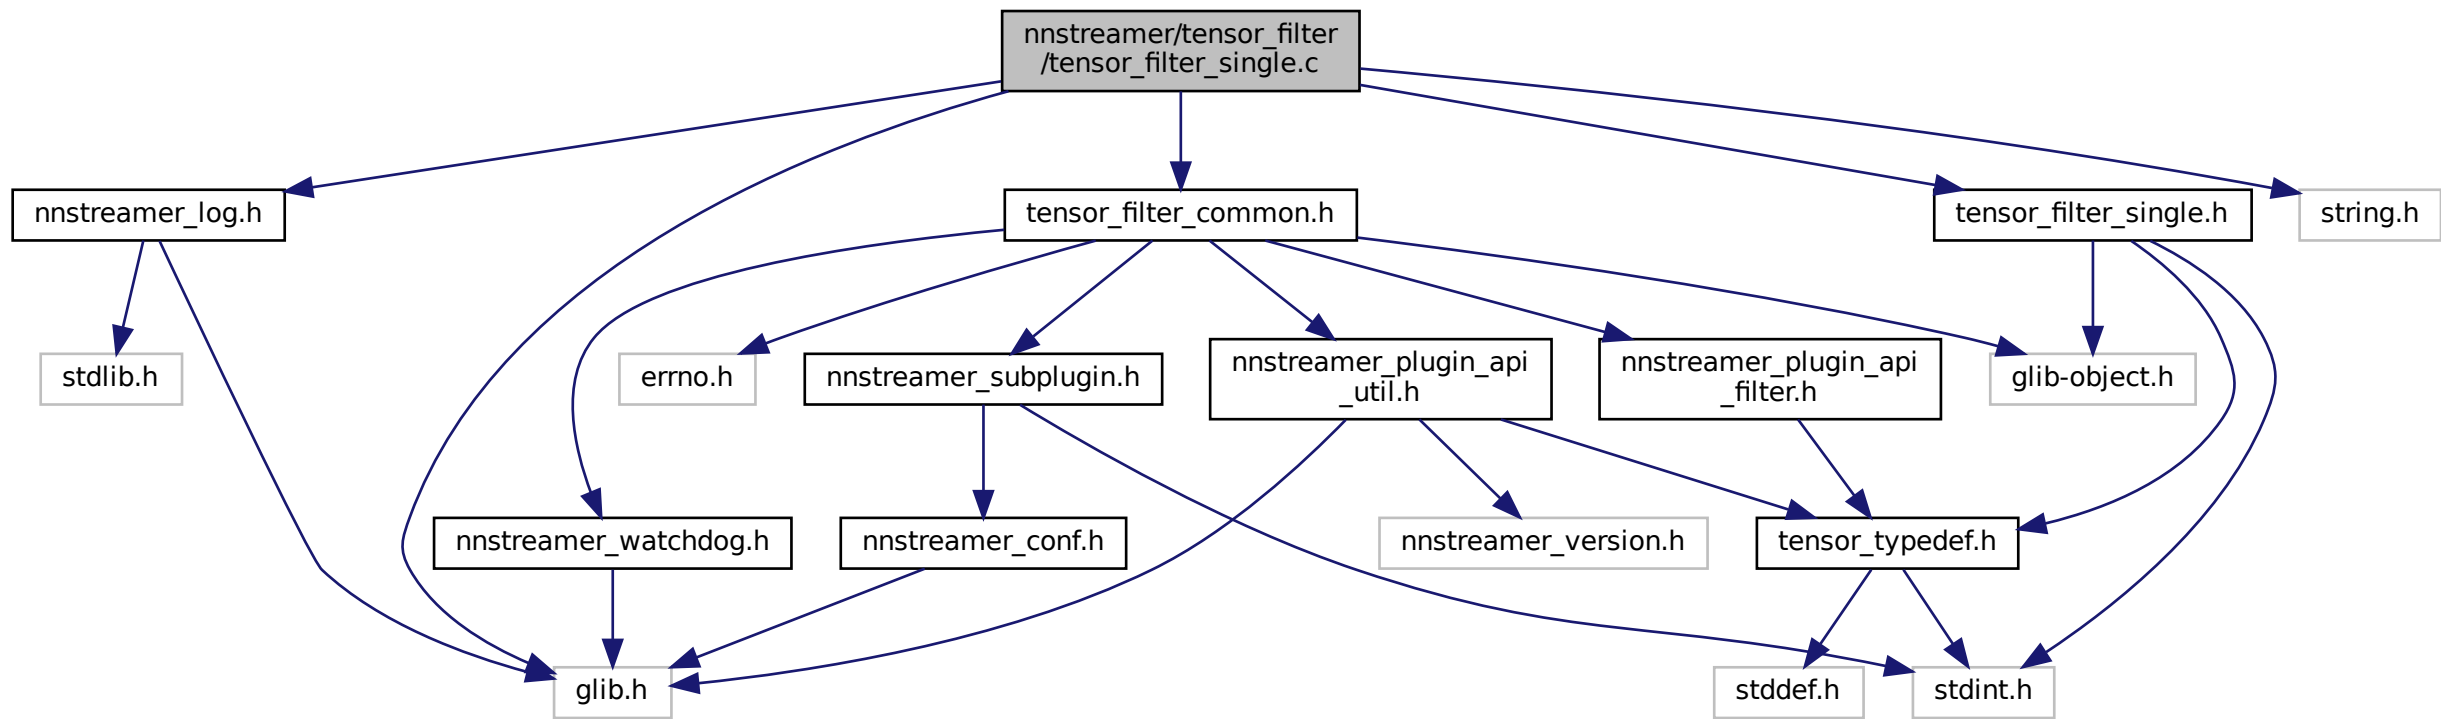 nnstreamer/tensor_filter
/tensor_filter_single.c
nnstreamer_log.h
tensor_filter_common.h
tensor_filter_single.h
string.h
stdlib.h
errno.h
nnstreamer_subplugin.h
nnstreamer_plugin_api
_util.h
nnstreamer_plugin_api
_filter.h
glib-object.h
nnstreamer_watchdog.h
nnstreamer_conf.h
nnstreamer_version.h
tensor_typedef.h
glib.h
stddef.h
stdint.h